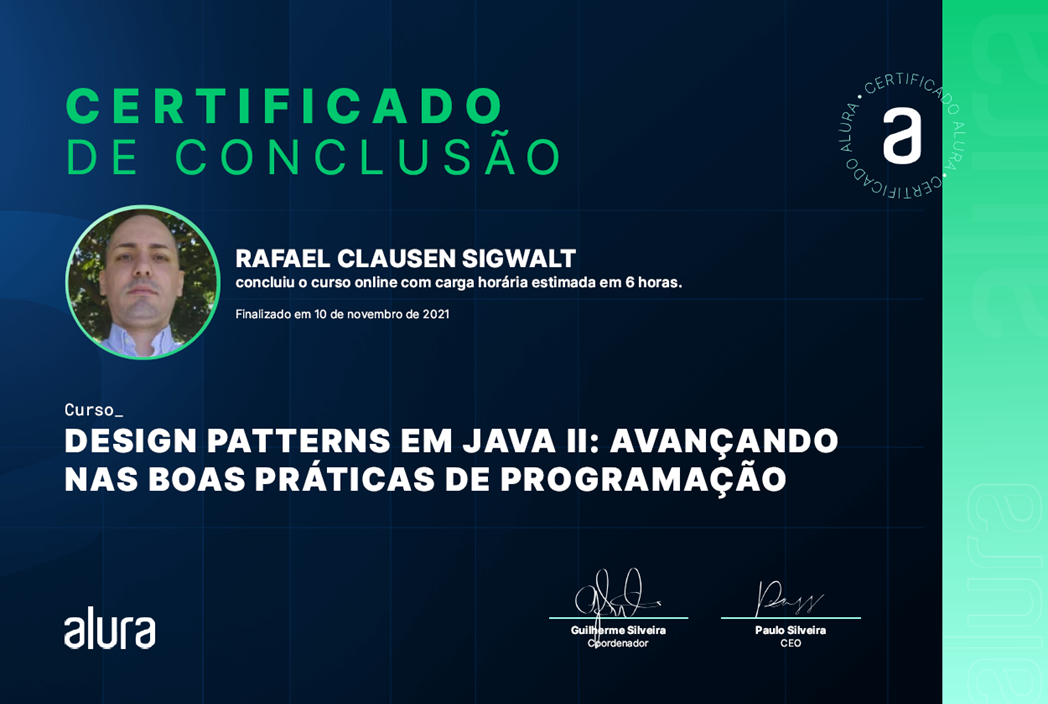 CERTIFICADO
DE CONCLUSÃO
CERTIFICADO ALURA • CERTIFICADO ALURA •
a
RAFAEL CLAUSEN SIGWALT
concluiu o curso online com carga horária estimada em 6 horas.
Finalizado em 10 de novembro de 2021
Curso_
DESIGN PATTERNS EM JAVA II: AVANÇANDO
NAS BOAS PRÁTICAS DE PROGRAMAÇÃO
alura
Guilherme Silveira
Coordenador
Paulo Silveira
CEO
alura
alura
alura